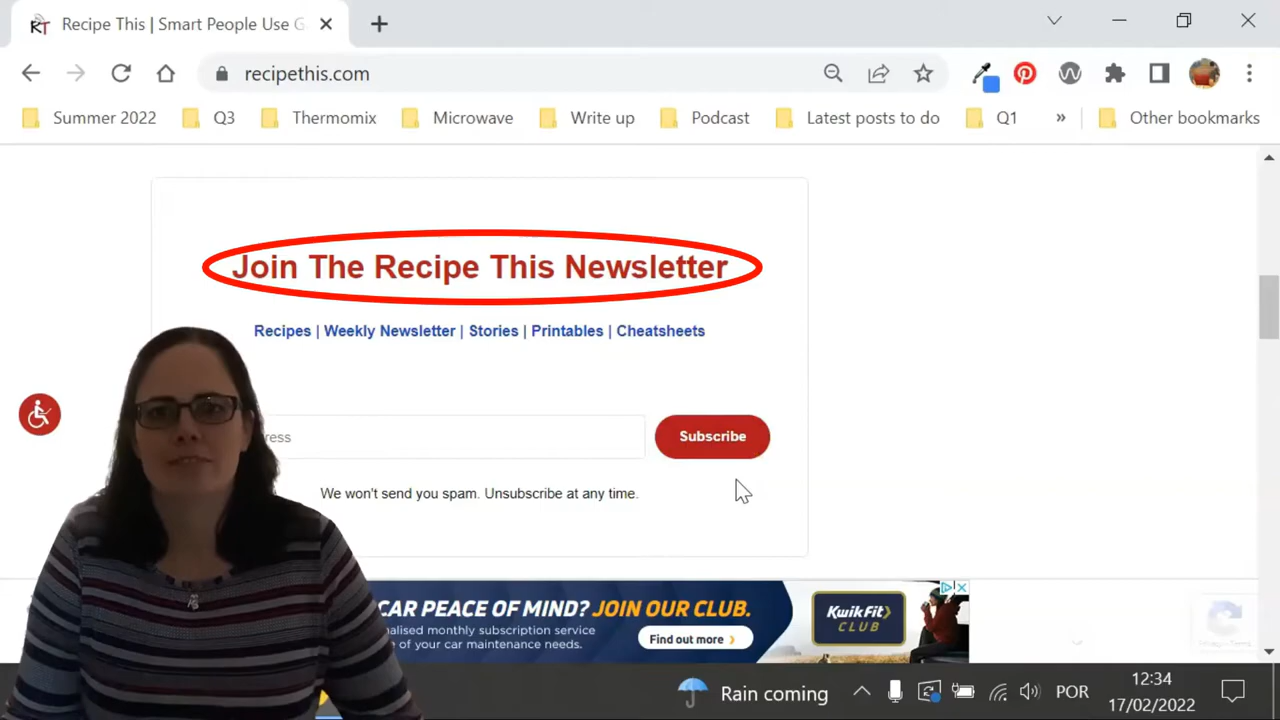 Recipe This | Smart People Use G
recipethis.com
Summer 2022
Q3
Thermomix
Microwave
Write up
Podcast
Latest posts to do
Q1
»
Other bookmarks
Join The Recipe This Newsletter
Recipes | Weekly Newsletter | Stories | Printables | Cheatsheets
ress
Subscribe
We won't send you spam. Unsubscribe at any time.
CAR PEACE OF MIND? JOIN OUR CLUB.
nalised monthly subscription service
e of your car maintenance needs.
Find out more
KwikFit
CLUB
Privacy - Terms
Rain coming
POR
12:34
17/02/2022